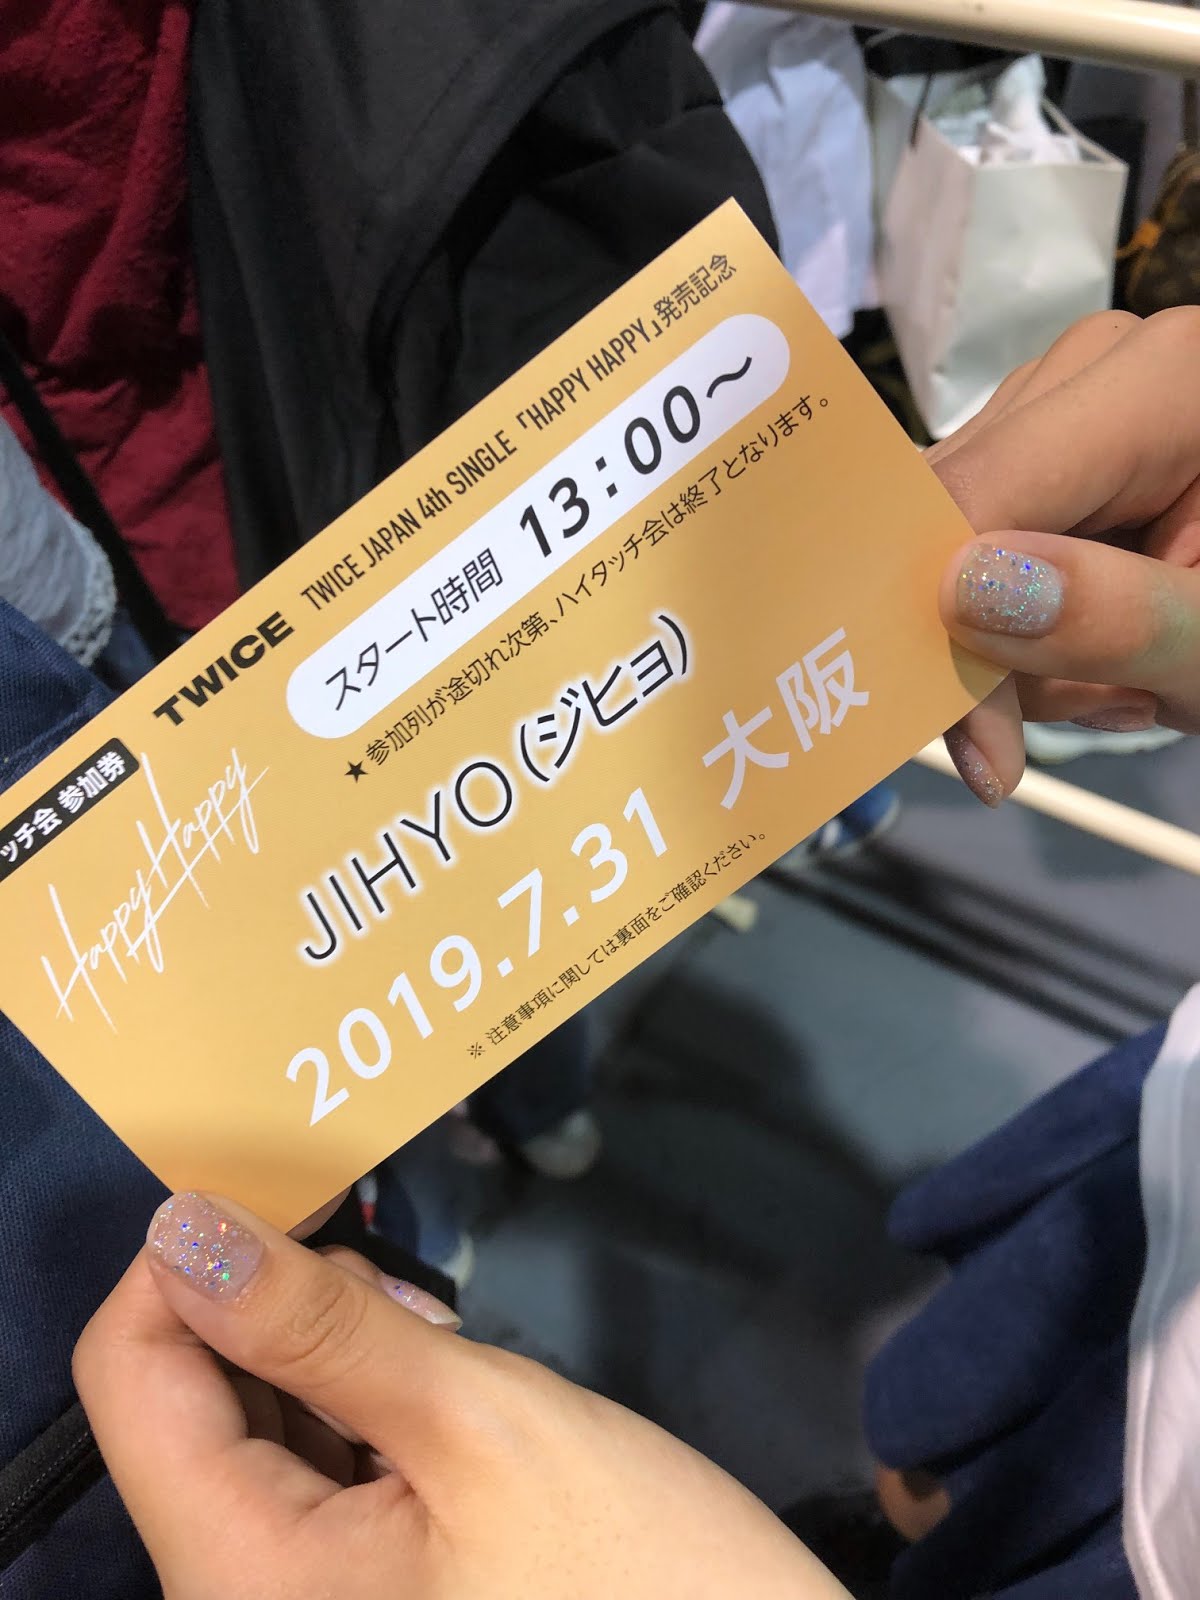 ッチ会 参加券
TWICE TWICE JAPAN 4th SINGLE「HAPPY HAPPY」発売記念
Happy Happy
スタート時間 13:00～
★ 参加列が途切れ次第、ハイタッチ会は終了となります。
JIHYO (ジヒョ)
2019.7.31 大阪
※ 注意事項に関しては裏面をご確認ください。